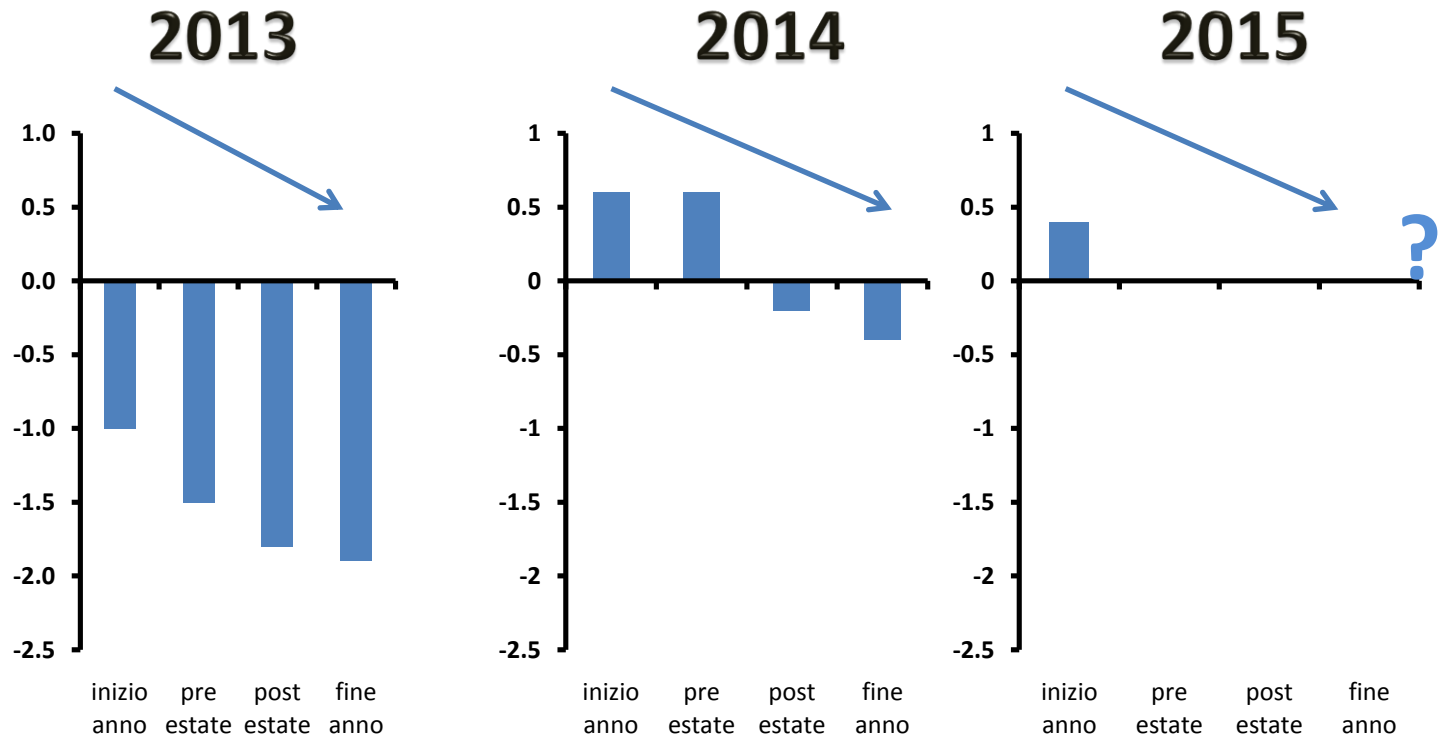 2013
1.0
0.5
0.0
-0.5
-1.0
-1.5
-2.0
-2.5
inizio anno
pre estate
post estate
fine anno
2014
1
0.5
0
-0.5
-1
-1.5
-2
-2.5
inizio anno
pre estate
post estate
fine anno
2015
1
0.5
0
-0.5
-1
-1.5
-2
-2.5
?
inizio anno
pre estate
post estate
fine anno